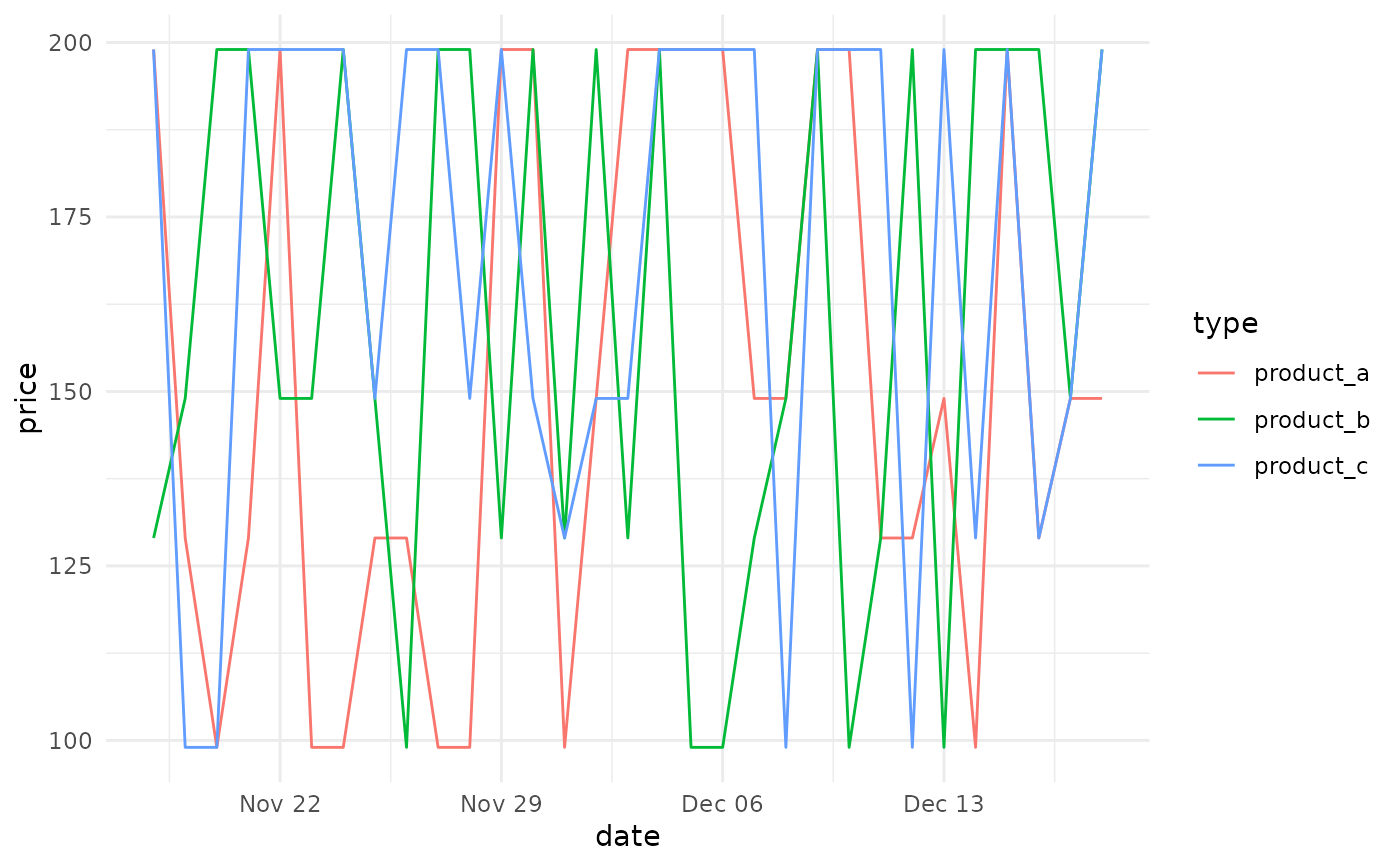 200
175
150
125
100
price
Nov 22
Nov 29
Dec 06
Dec 13
date
type
product_a
product_b
product_c